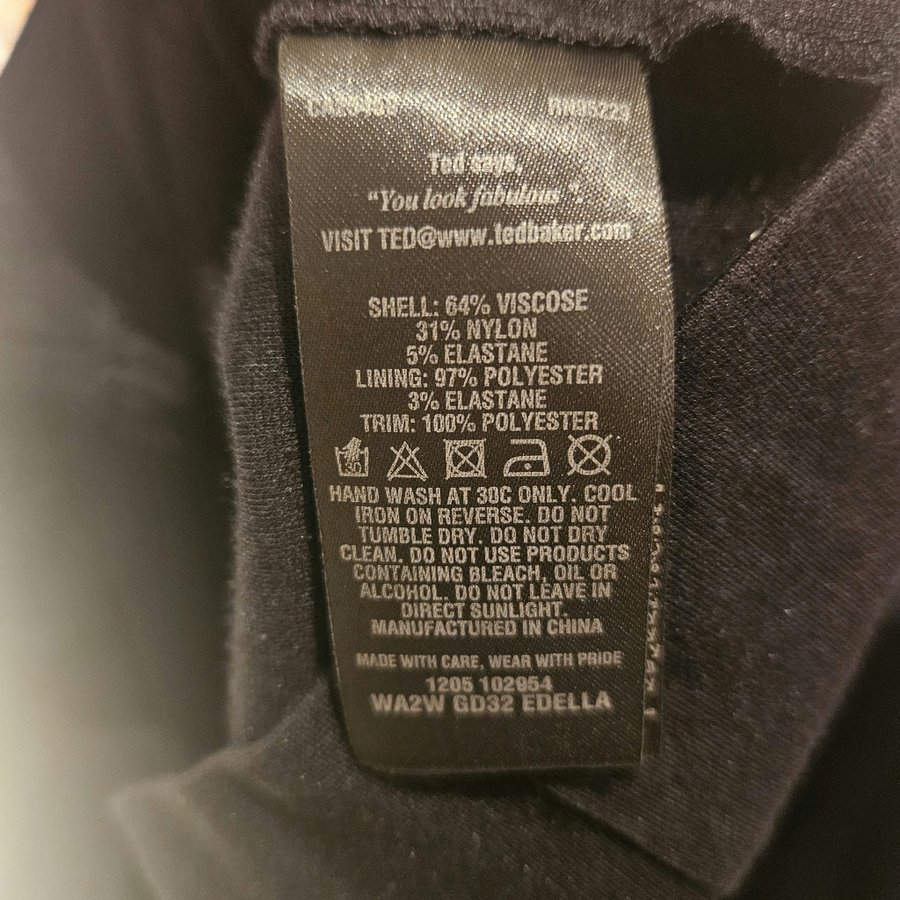 Ted says,
“You look fabulous”.
VISIT TED@www.tedbaker.com
SHELL: 64% VISCOSE
31% NYLON
5% ELASTANE
LINING: 97% POLYESTER
3% ELASTANE
TRIM: 100% POLYESTER
30
HAND WASH AT 30C ONLY. COOL
IRON ON REVERSE. DO NOT
TUMBLE DRY. DO NOT DRY
CLEAN. DO NOT USE PRODUCTS
CONTAINING BLEACH, OIL OR
ALCOHOL. DO NOT LEAVE IN
DIRECT SUNLIGHT.
MANUFACTURED IN CHINA
MADE WITH CARE, WEAR WITH PRIDE
1205 102954
WA2W GD32 EDELLA